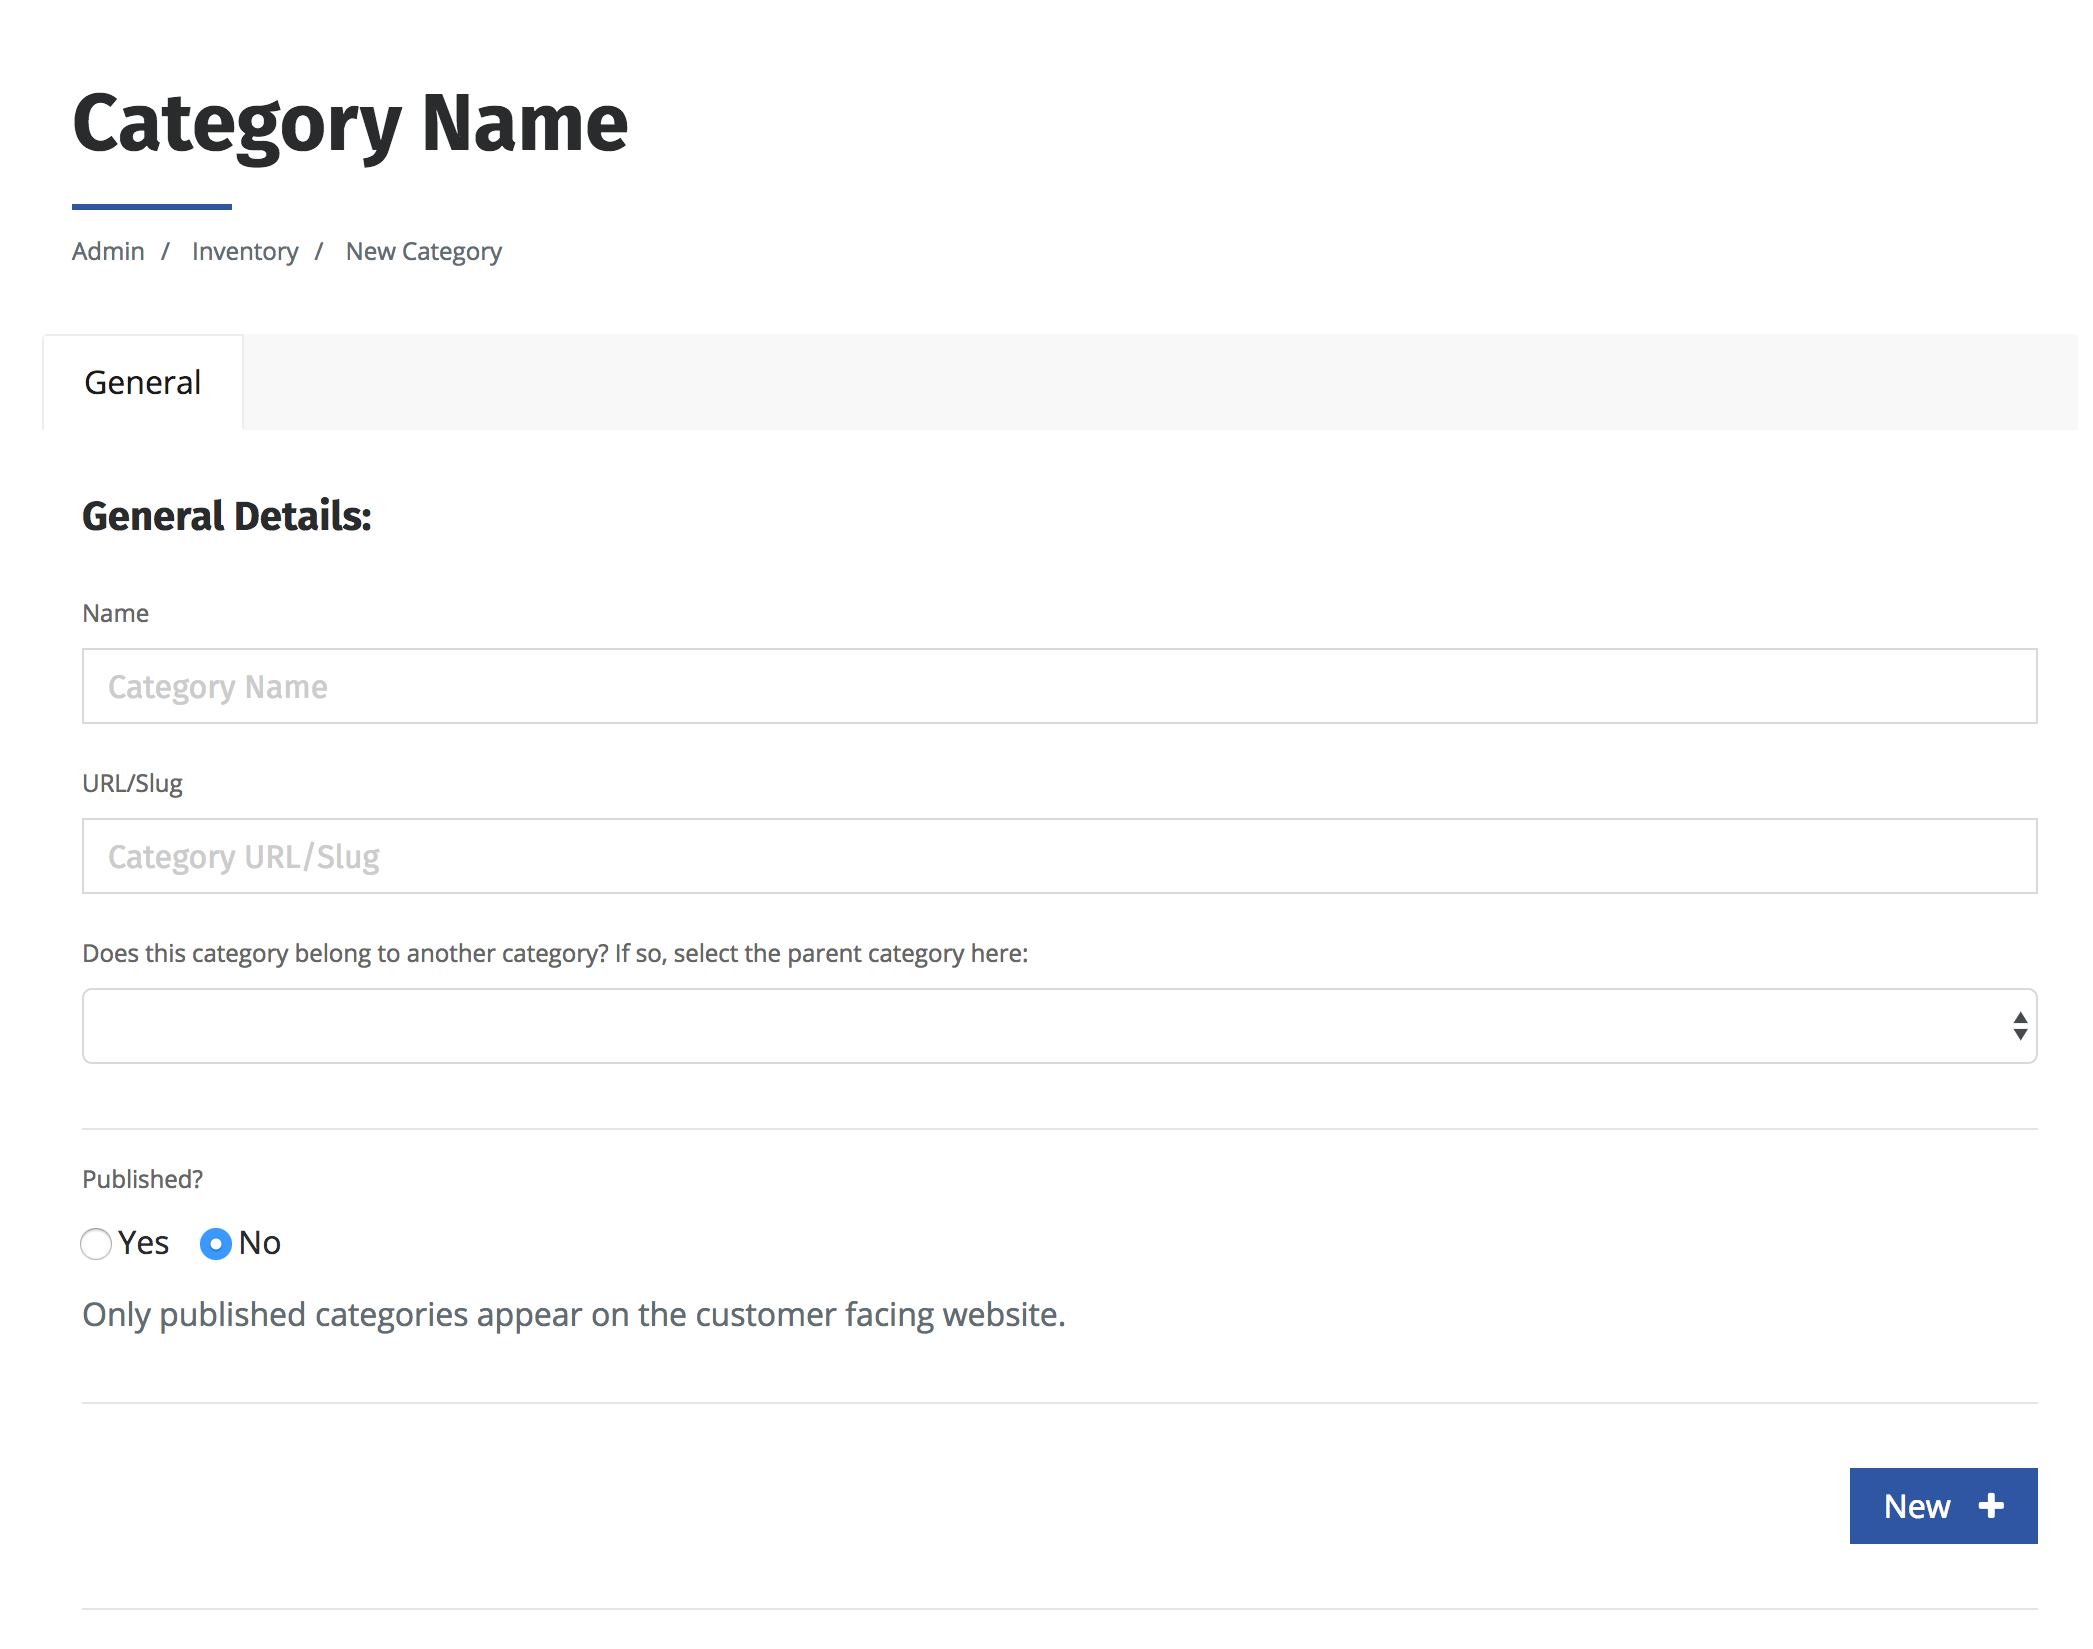 Category Name
Admin / Inventory / New Category
General
General Details:
Name
Category Name
URL/Slug
Category URL/Slug
Does this category belong to another category? If so, select the parent category here:
Published?
Yes No
Only published categories appear on the customer facing website.
New +